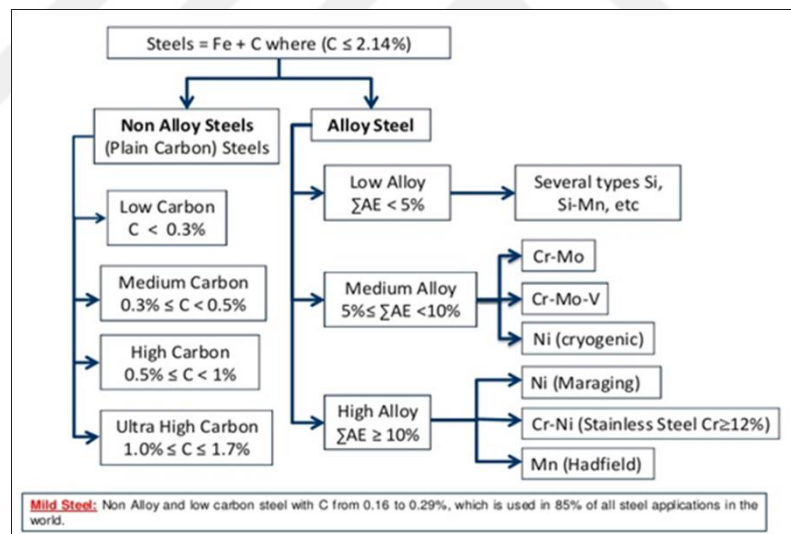 Steels = Fe + C where (C ≤ 2.14%)
Non Alloy Steels
(Plain Carbon) Steels
Low Carbon
C < 0.3%
Medium Carbon
0.3% ≤ C < 0.5%
High Carbon
0.5% ≤ C < 1%
Ultra High Carbon
1.0% ≤ C ≤ 1.7%
Alloy Steel
Low Alloy
∑AE < 5%
Several types Si,
Si-Mn, etc
Medium Alloy
5%≤ ∑AE <10%
Cr-Mo
Cr-Mo-V
Ni (cryogenic)
High Alloy
∑AE ≥ 10%
Ni (Maraging)
Cr-Ni (Stainless Steel Cr≥12%)
Mn (Hadfield)
Mild Steel: Non Alloy and low carbon steel with C from 0.16 to 0.29%, which is used in 85% of all steel applications in the
world.